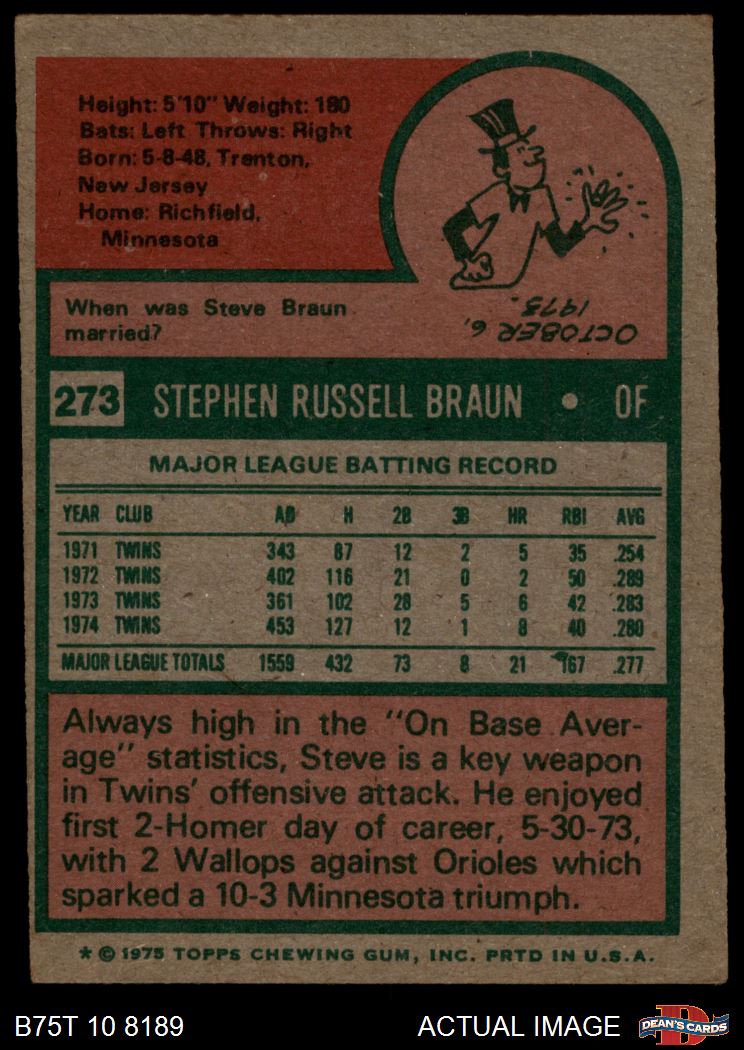 Height: 5'10" Weight: 180
Bats: Left Throws: Right
Born: 5-8-48, Trenton,
New Jersey
Home: Richfield,
Minnesota
When was Steve Braun
married?
OCTOBER 6,
1973.
273 STEPHEN RUSSELL BRAUN • OF
MAJOR LEAGUE BATTING RECORD
YEAR CLUB AB H 2B 3B HR RBI AVG
1971 TWINS 343 87 12 2 5 35 .254
1972 TWINS 402 116 21 0 2 50 .289
1973 TWINS 361 102 28 5 6 42 .283
1974 TWINS 453 127 12 1 8 40 .280
MAJOR LEAGUE TOTALS 1559 432 73 8 21 167 .277
Always high in the "On Base Aver-
age" statistics, Steve is a key weapon
in Twins' offensive attack. He enjoyed
first 2-Homer day of career, 5-30-73,
with 2 Wallops against Orioles which
sparked a 10-3 Minnesota triumph.
* © 1975 TOPPS CHEWING GUM, INC. PRTD IN U.S.A.
B75T 10 8189 ACTUAL IMAGE D DEAN'S CARDS